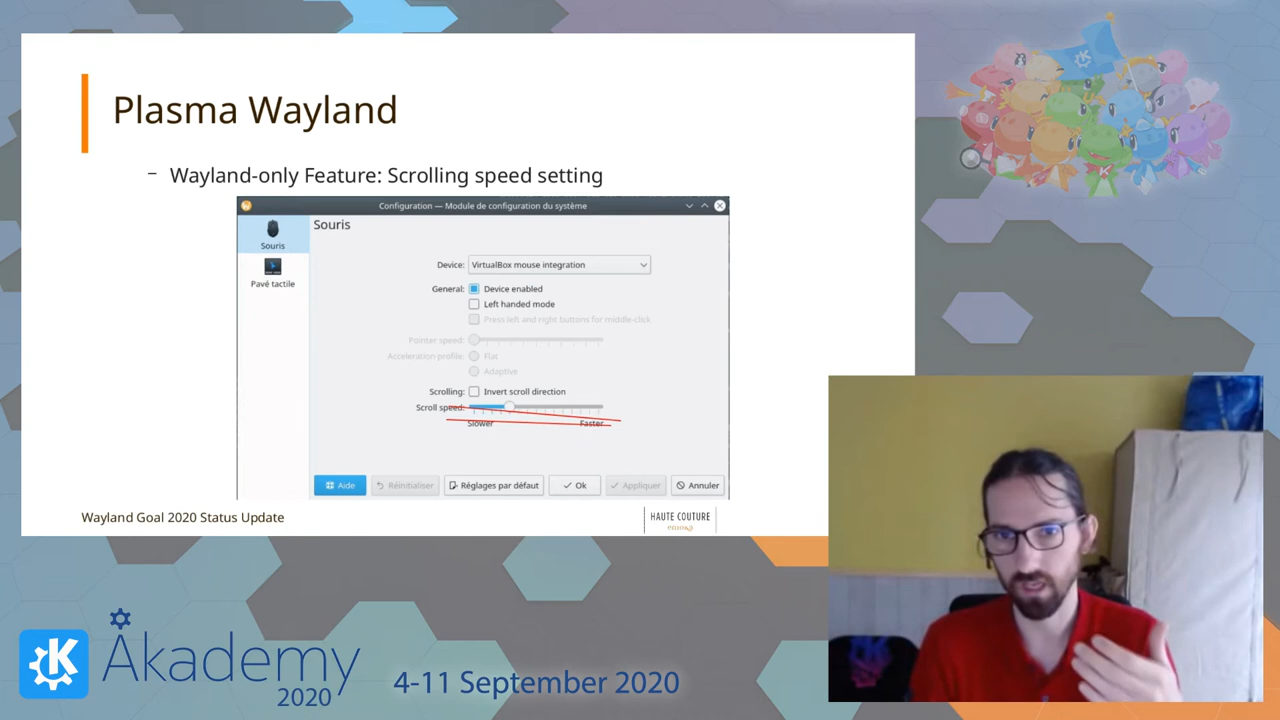 Plasma Wayland
– Wayland-only Feature: Scrolling speed setting
Configuration — Module de configuration du système
Souris
Souris
Pavé tactile
Device: VirtualBox mouse integration
General: Device enabled
Left handed mode
Press left and right buttons for middle-click
Pointer speed:
Acceleration profile: Flat
Adaptive
Scrolling: Invert scroll direction
Scroll speed:
Slower Faster
Aide Réinitialiser Réglages par défaut Ok Appliquer Annuler
Wayland Goal 2020 Status Update
HAUTE COUTURE
K
Akademy
2020
4-11 September 2020